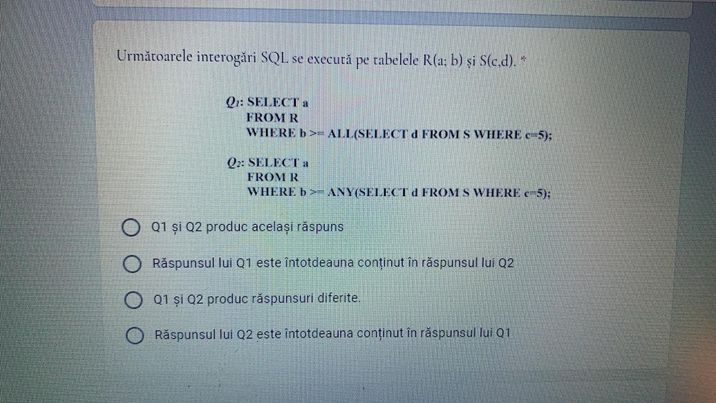 Următoarele interogări SQL se execută pe tabelele R(a; b) și S(c,d). *
Q1: SELECT a
FROM R
WHERE b >= ALL(SELECT d FROM S WHERE c=5);
Q2: SELECT a
FROM R
WHERE b >= ANY(SELECT d FROM S WHERE c=5);
Q1 și Q2 produc același răspuns
Răspunsul lui Q1 este întotdeauna conținut în răspunsul lui Q2
Q1 și Q2 produc răspunsuri diferite.
Răspunsul lui Q2 este întotdeauna conținut în răspunsul lui Q1